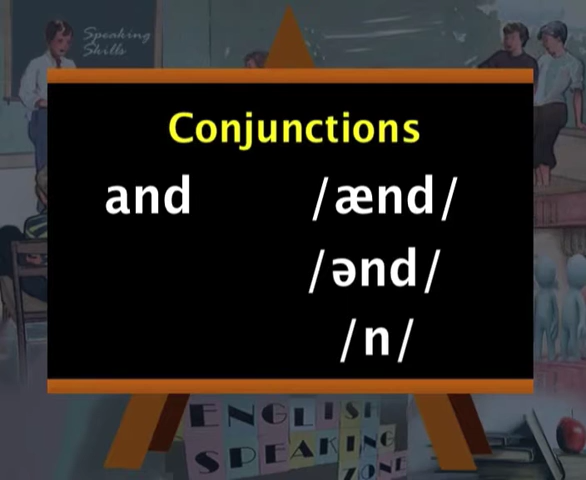 Speaking
Skills
Conjunctions
and /ænd/
/ənd/
/n/
ENGLISH
SPEAKING
ZONE